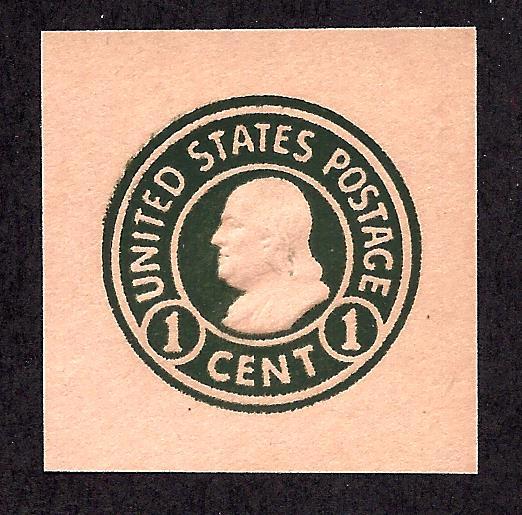 UNITED STATES POSTAGE
1 CENT 1